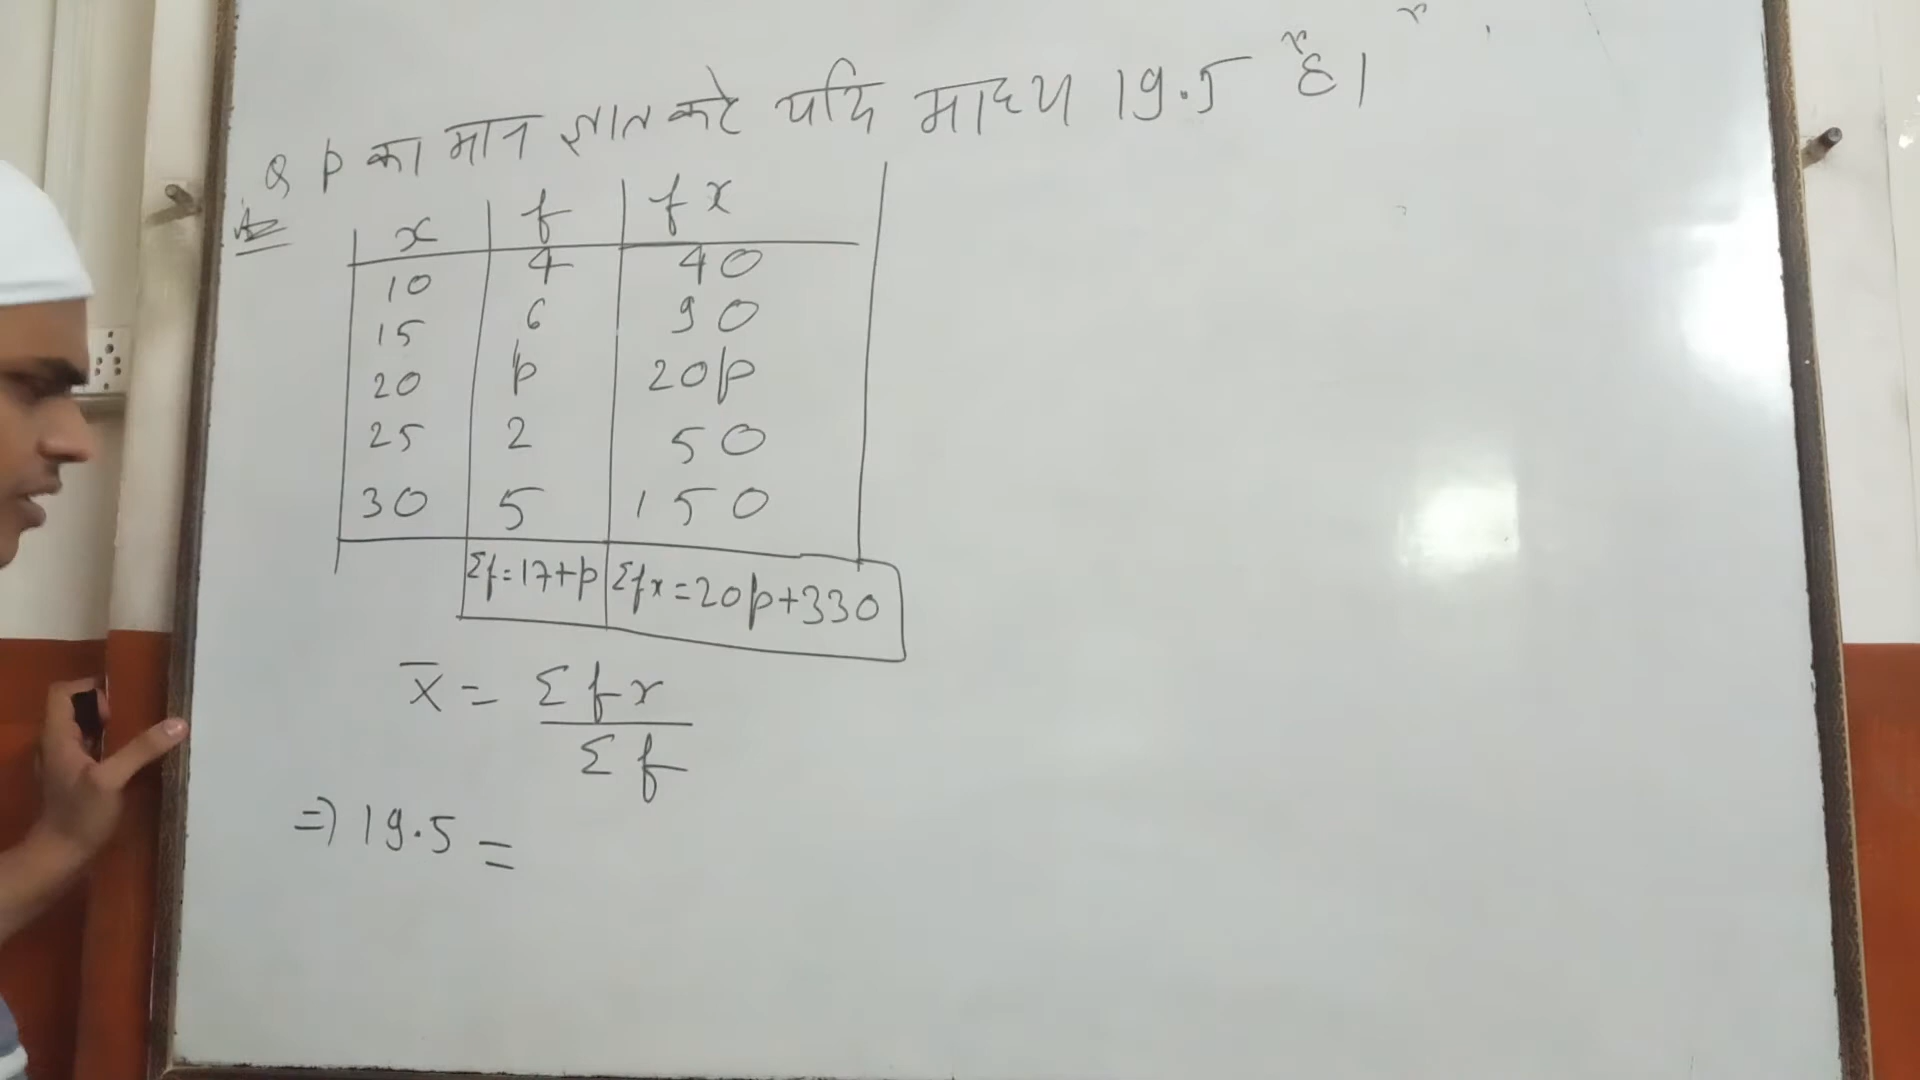 Q p का मान ज्ञात करे यदि माध्य 19.5 है।
Ans
x f fx
10 4 40
15 6 90
20 p 20p
25 2 50
30 5 150
Σf=17+p Σfx=20p+330
x̄ = Σfx / Σf
⇒ 19.5 =